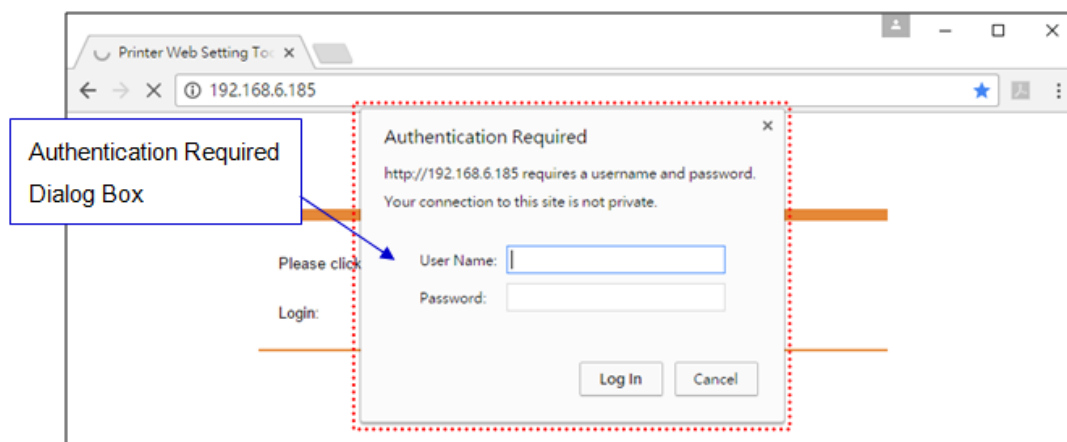 Printer Web Setting Too
192.168.6.185
Authentication Required
Dialog Box
Authentication Required
http://192.168.6.185 requires a username and password.
Your connection to this site is not private.
Please click
User Name:
Password:
Login:
Log In
Cancel